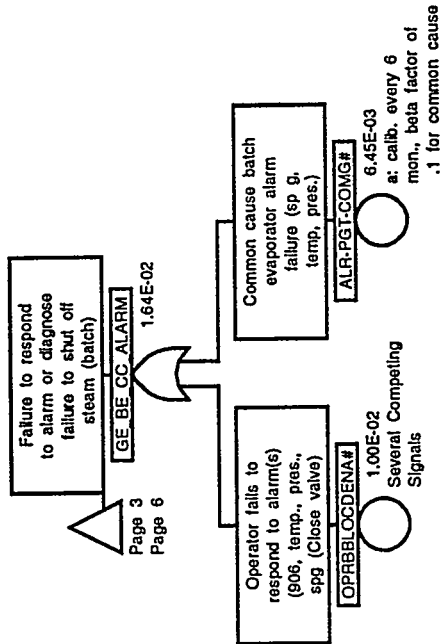 Failure to respond
to alarm or diagnose
failure to shut off
steam (batch)
GE_BE_CC_ALARM
1.64E-02
Page 3
Page 6
Operator fails to
respond to alarm(s)
(906, temp., pres.,
spg (Close valve)
OPRBBLOCDENA#
1.00E-02
Several Competing
Signals
Common cause batch
evaporator alarm
failure (sp g,
temp, pres.)
ALR-PGT-COMG#
6.45E-03
a: calib. every 6
mon., beta factor of
.1 for common cause